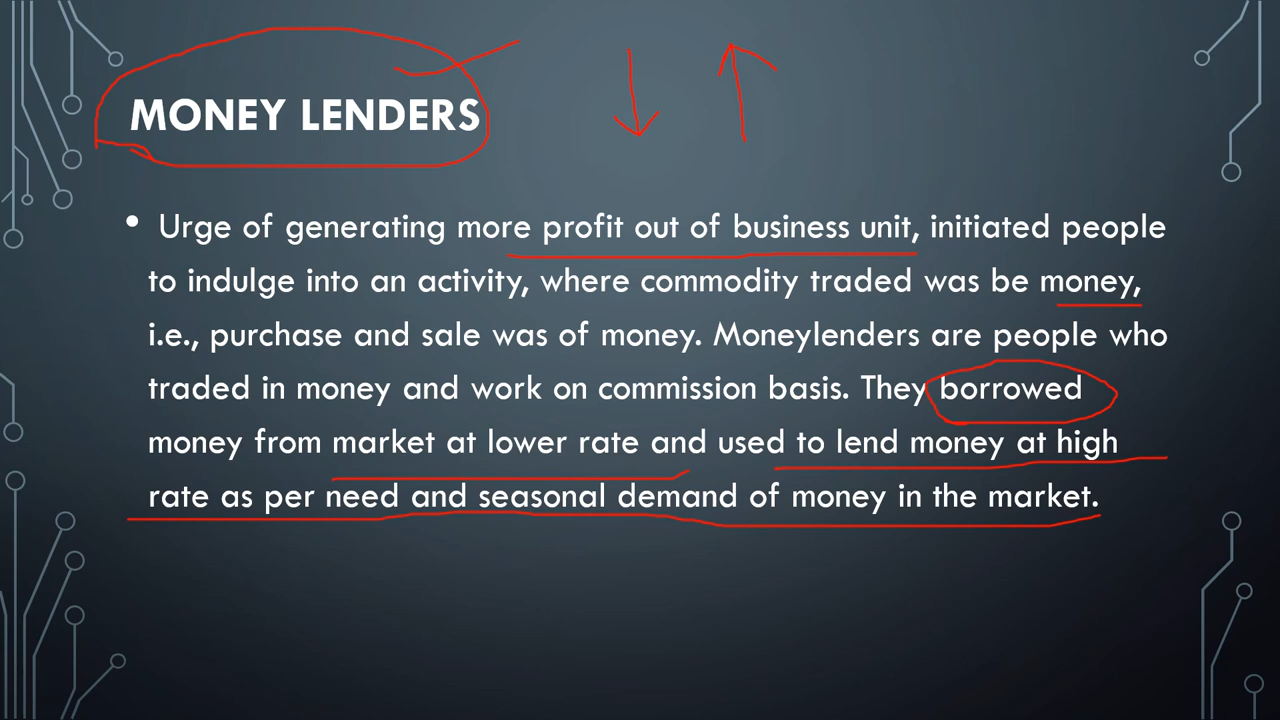 MONEY LENDERS
• Urge of generating more profit out of business unit, initiated people
to indulge into an activity, where commodity traded was be money,
i.e., purchase and sale was of money. Moneylenders are people who
traded in money and work on commission basis. They borrowed
money from market at lower rate and used to lend money at high
rate as per need and seasonal demand of money in the market.